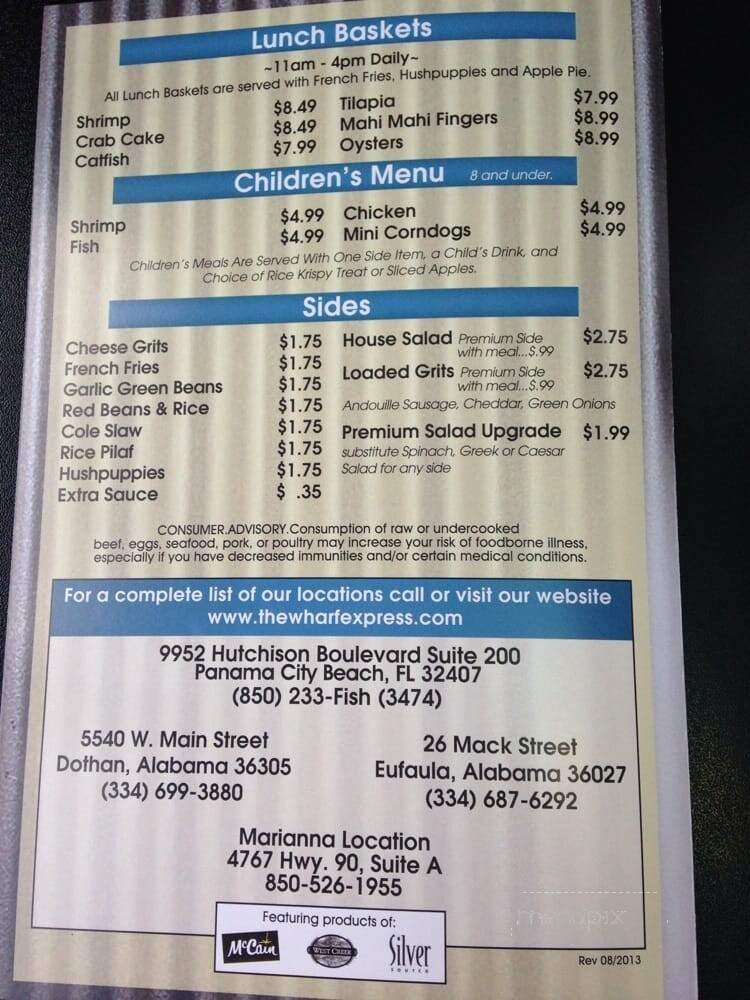 Lunch Baskets
~11am - 4pm Daily~
All Lunch Baskets are served with French Fries, Hushpuppies and Apple Pie.
Shrimp $8.49 Tilapia $7.99
Crab Cake $8.49 Mahi Mahi Fingers $8.99
Catfish $7.99 Oysters $8.99
Children's Menu 8 and under.
Shrimp $4.99 Chicken $4.99
Fish $4.99 Mini Corndogs $4.99
Children's Meals Are Served With One Side Item, a Child's Drink, and
Choice of Rice Krispy Treat or Sliced Apples.
Sides
Cheese Grits $1.75
French Fries $1.75
Garlic Green Beans $1.75
Red Beans & Rice $1.75
Cole Slaw $1.75
Rice Pilaf $1.75
Hushpuppies $1.75
Extra Sauce $ .35
House Salad Premium Side $2.75
with meal...$.99
Loaded Grits Premium Side $2.75
with meal...$.99
Andouille Sausage, Cheddar, Green Onions
Premium Salad Upgrade $1.99
substitute Spinach, Greek or Caesar
Salad for any side
CONSUMER.ADVISORY.Consumption of raw or undercooked
beef, eggs, seafood, pork, or poultry may increase your risk of foodborne illness,
especially if you have decreased immunities and/or certain medical conditions.
For a complete list of our locations call or visit our website
www.thewharfexpress.com
9952 Hutchison Boulevard Suite 200
Panama City Beach, FL 32407
(850) 233-Fish (3474)
5540 W. Main Street
Dothan, Alabama 36305
(334) 699-3880
26 Mack Street
Eufaula, Alabama 36027
(334) 687-6292
Marianna Location
4767 Hwy. 90, Suite A
850-526-1955
Featuring products of:
McCain
West Creek
Silver
SOURCE
Rev 08/2013